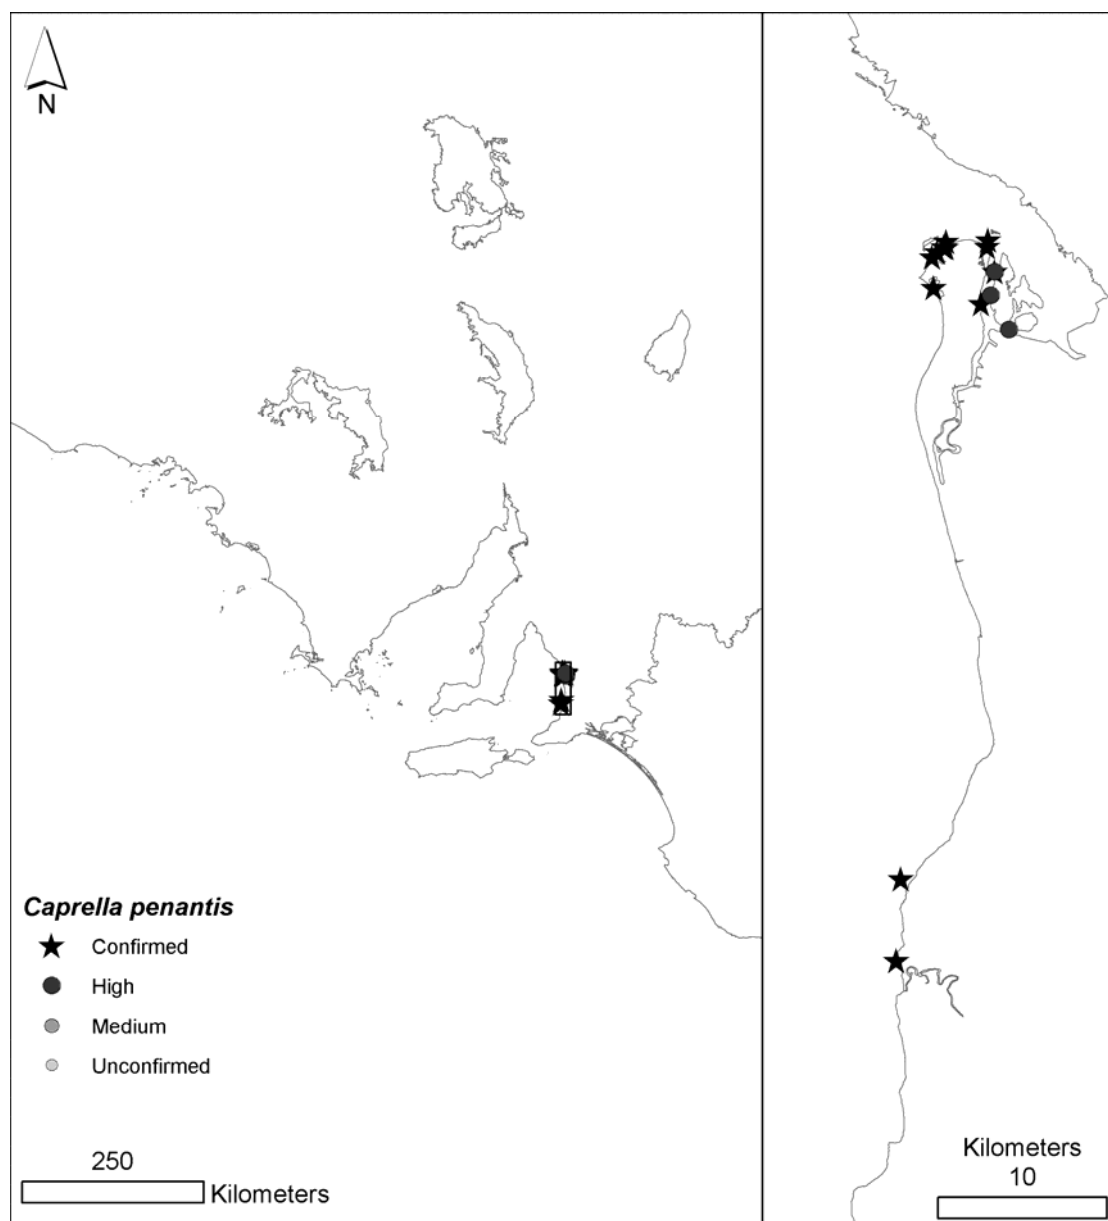 N
Caprella penantis
Confirmed
High
Medium
Unconfirmed
250
Kilometers
Kilometers
10